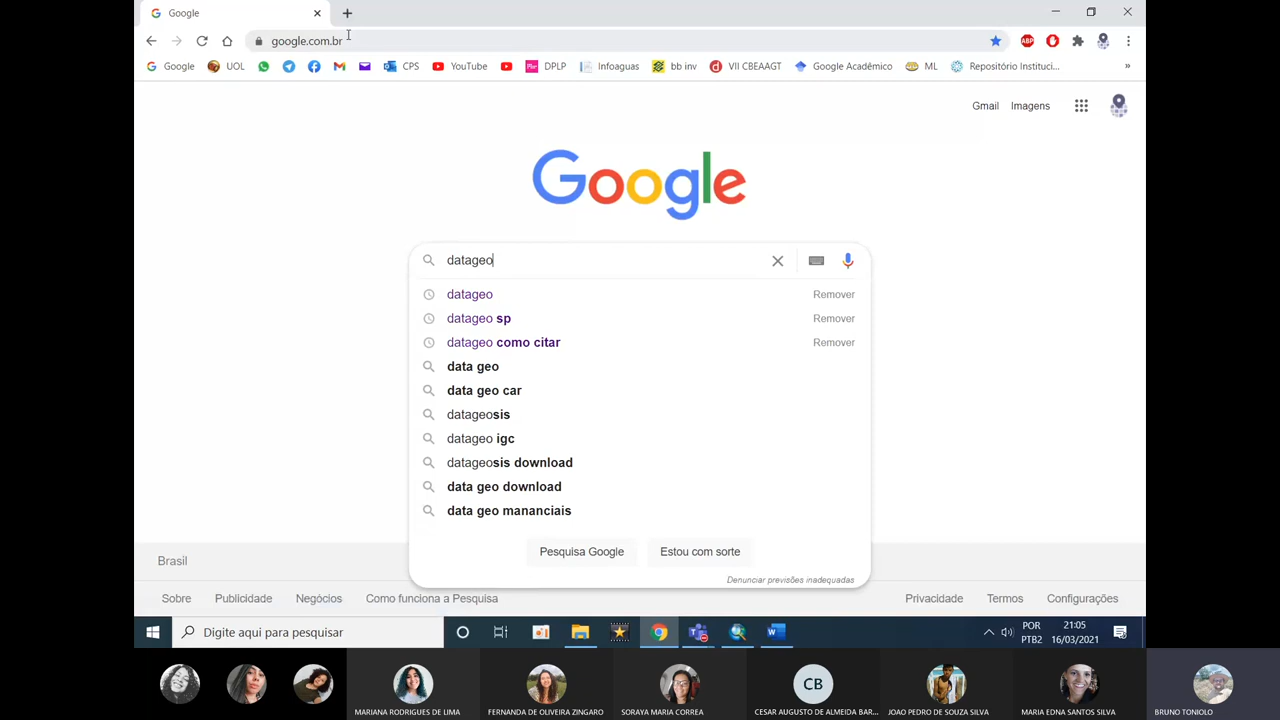 Google
google.com.br
Google UOL CPS YouTube DPLP Infoaguas bb inv VII CBEAAGT Google Acadêmico ML Repositório Instituci... »
Gmail Imagens
Google
datageo
datageo Remover
datageo sp Remover
datageo como citar Remover
data geo
data geo car
datageosis
datageo igc
datageosis download
data geo download
data geo mananciais
Pesquisa Google Estou com sorte
Denunciar previsões inadequadas
Brasil
Sobre Publicidade Negócios Como funciona a Pesquisa Privacidade Termos Configurações
Digite aqui para pesquisar
POR 21:05
PTB2 16/03/2021
CB
MARIANA RODRIGUES DE LIMA FERNANDA DE OLIVEIRA ZINGARO SORAYA MARIA CORREA CESAR AUGUSTO DE ALMEIDA BAR... JOAO PEDRO DE SOUZA SILVA MARIA EDNA SANTOS SILVA BRUNO TONIOLO